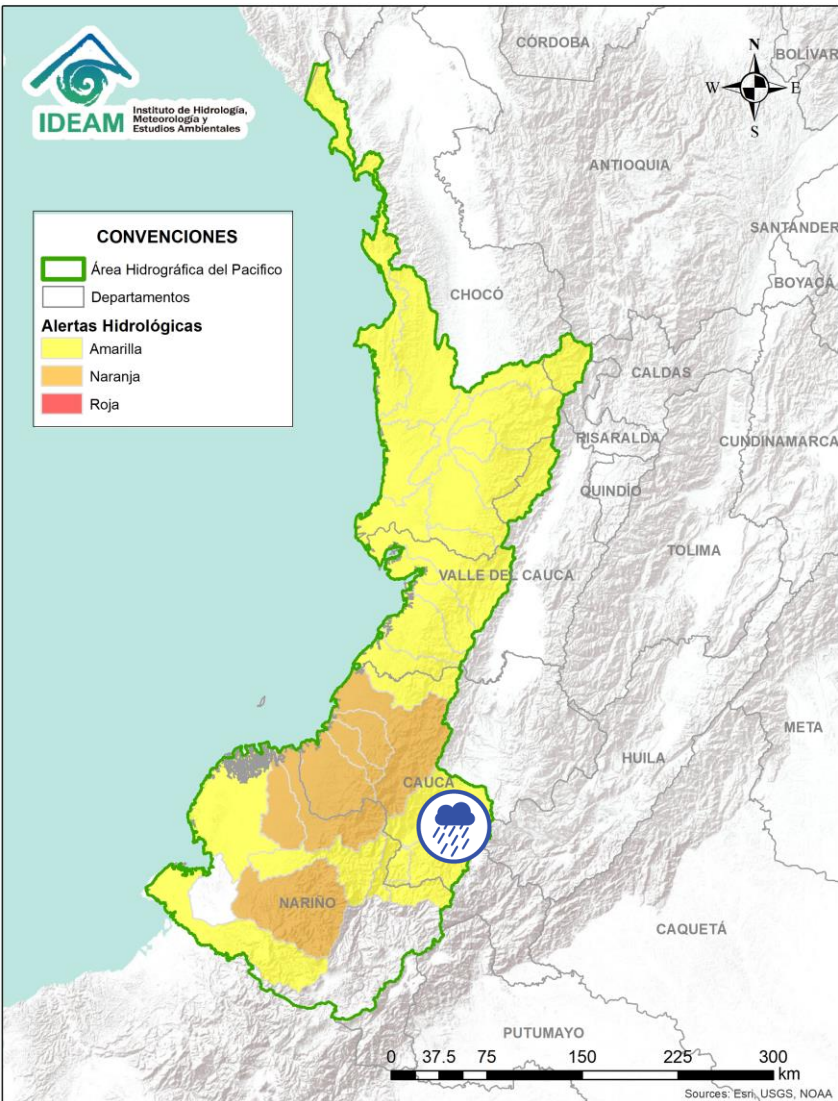 IDEAM
Instituto de Hidrología,
Meteorología y
Estudios Ambientales
N
W
E
S
CONVENCIONES
Área Hidrográfica del Pacifico
Departamentos
Alertas Hidrológicas
Amarilla
Naranja
Roja
CÓRDOBA
BOLÍVAR
ANTIOQUIA
SANTANDER
BOYACÁ
CHOCÓ
CALDAS
RISARALDA
CUNDINAMARCA
QUINDÍO
TOLIMA
VALLE DEL CAUCA
META
HUILA
CAUCA
NARIÑO
CAQUETÁ
PUTUMAYO
0 37.5 75 150 225 300
km
Sources: Esri, USGS, NOAA